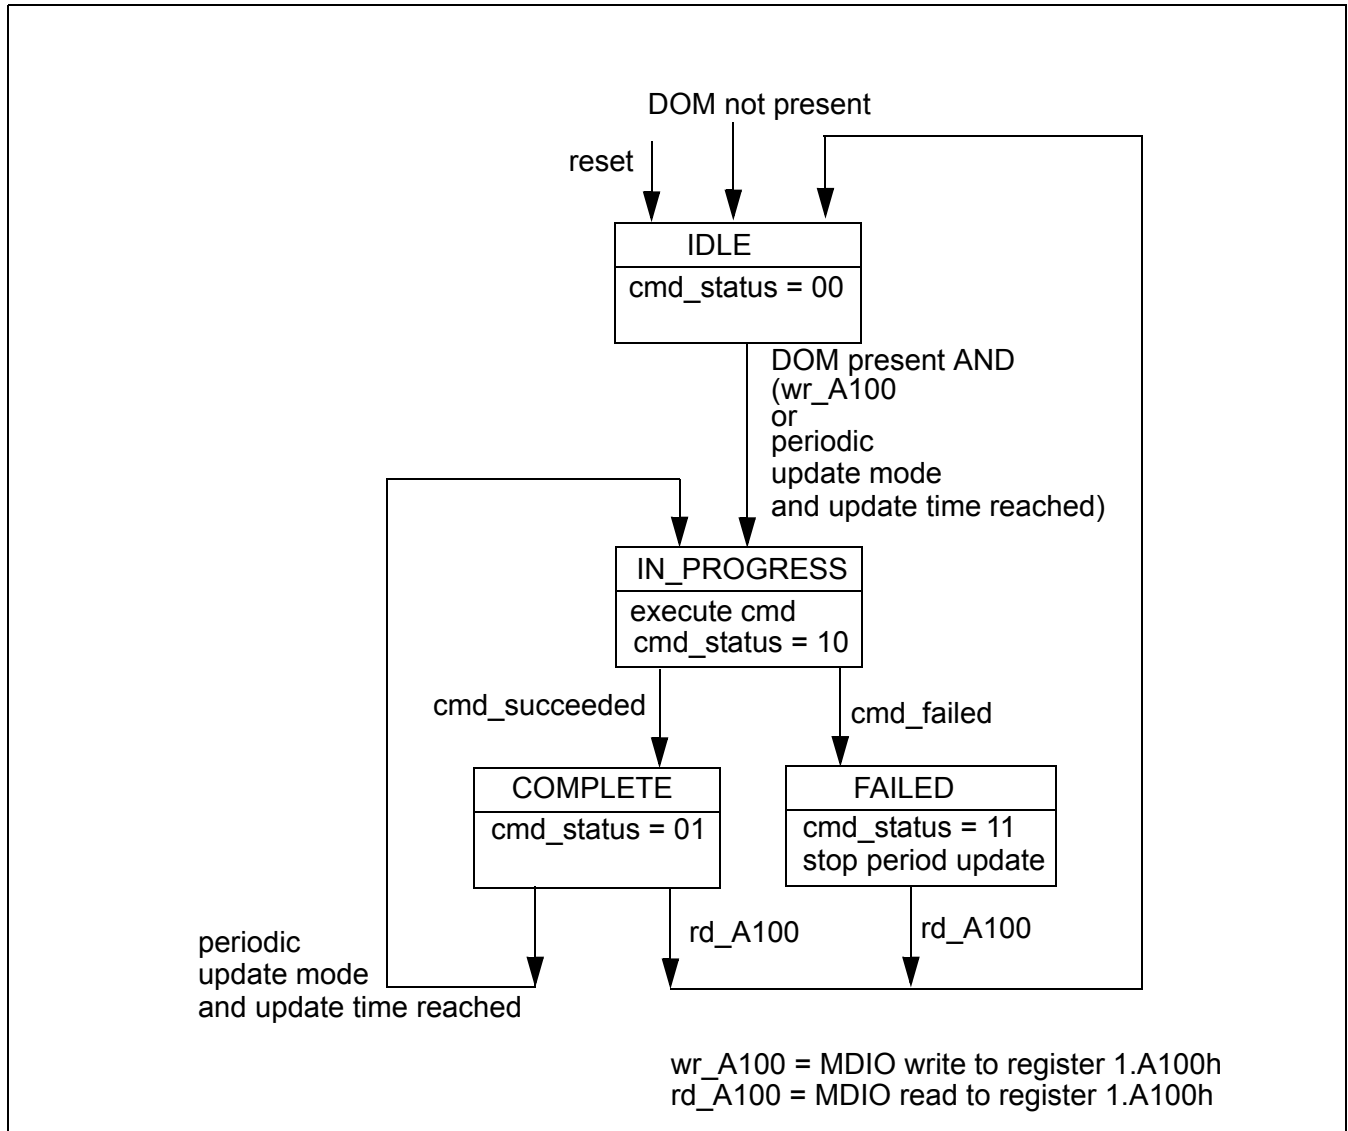 DOM not present
reset
IDLE
cmd_status = 00
DOM present AND
(wr_A100
or
periodic
update mode
and update time reached)
IN_PROGRESS
execute cmd
cmd_status = 10
cmd_succeeded
cmd_failed
COMPLETE
cmd_status = 01
FAILED
cmd_status = 11
stop period update
periodic
update mode
and update time reached
rd_A100
rd_A100
wr_A100 = MDIO write to register 1.A100h
rd_A100 = MDIO read to register 1.A100h